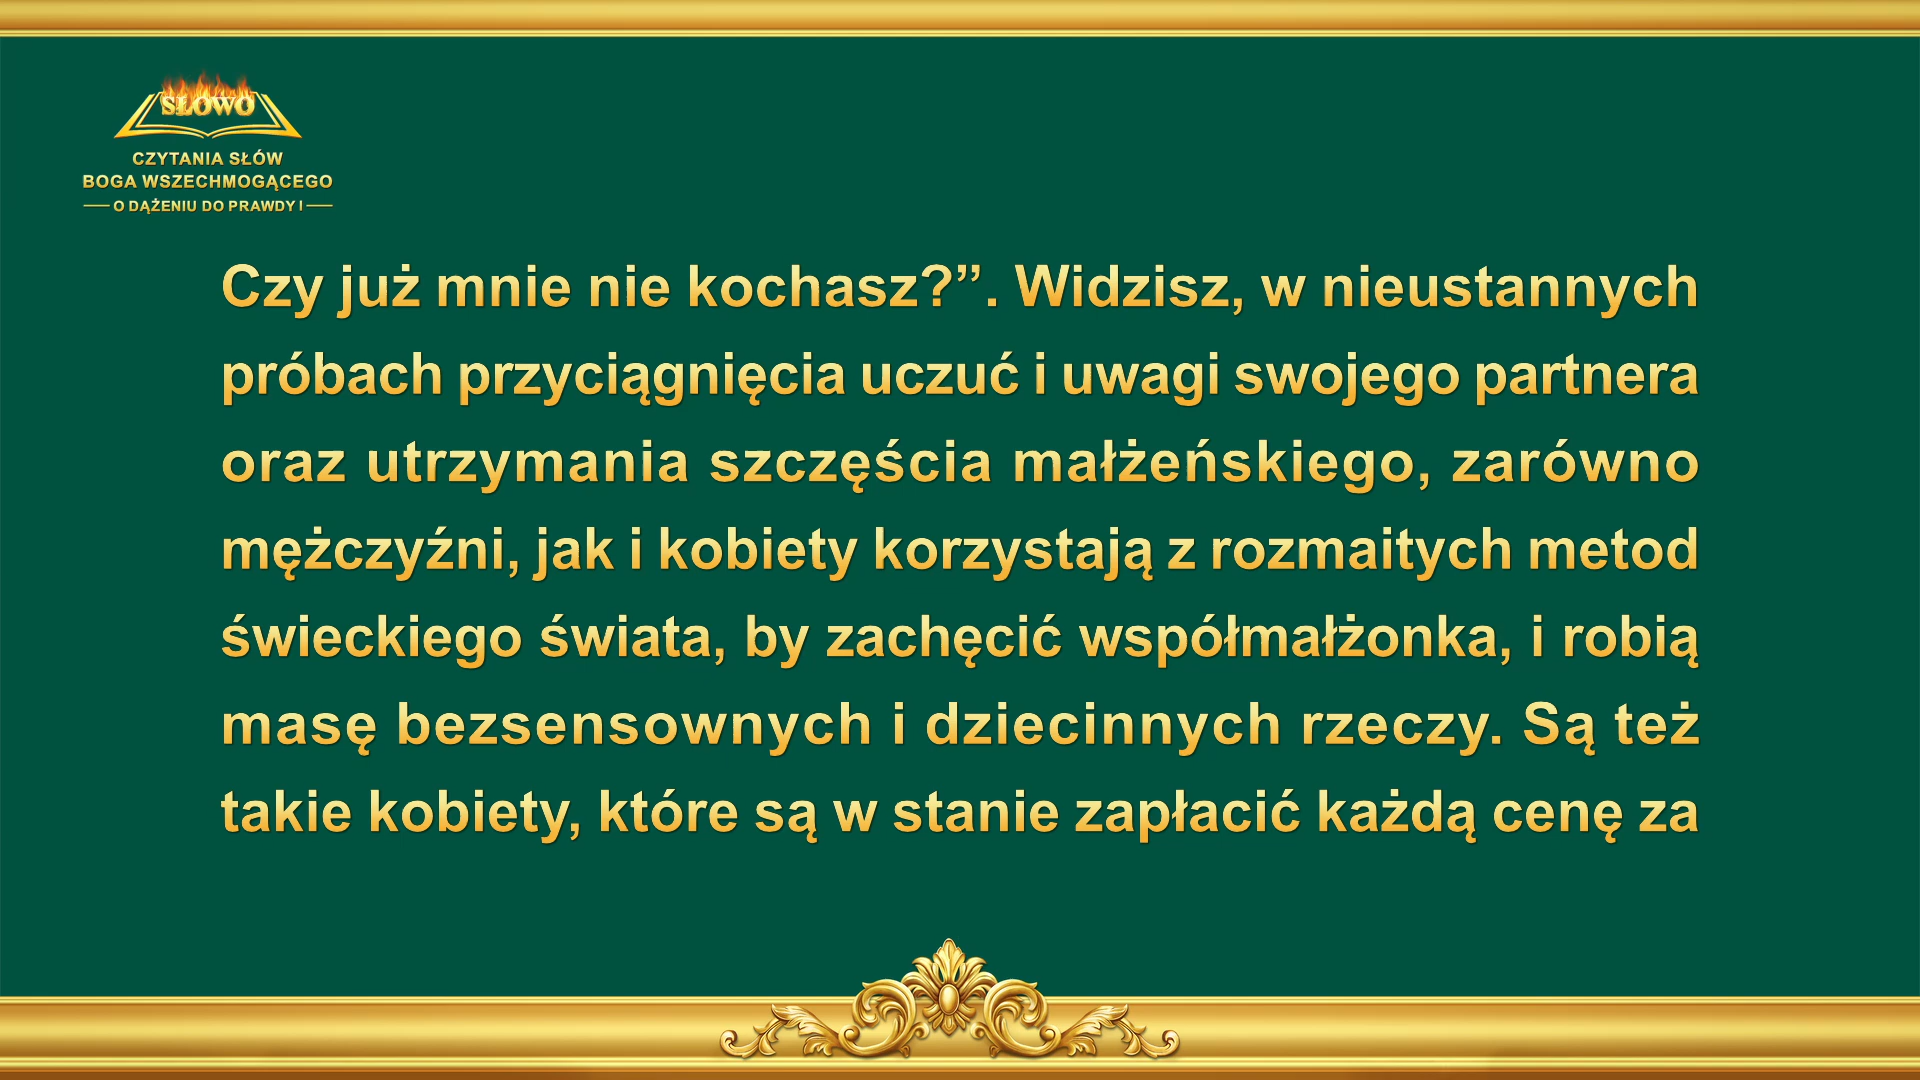 SŁOWO
CZYTANIA SŁÓW
BOGA WSZECHMOGĄCEGO
O DĄŻENIU DO PRAWDY I
Czy już mnie nie kochasz?”. Widzisz, w nieustannych
próbach przyciągnięcia uczuć i uwagi swojego partnera
oraz utrzymania szczęścia małżeńskiego, zarówno
mężczyźni, jak i kobiety korzystają z rozmaitych metod
świeckiego świata, by zachęcić współmałżonka, i robią
masę bezsensownych i dziecinnych rzeczy. Są też
takie kobiety, które są w stanie zapłacić każdą cenę za